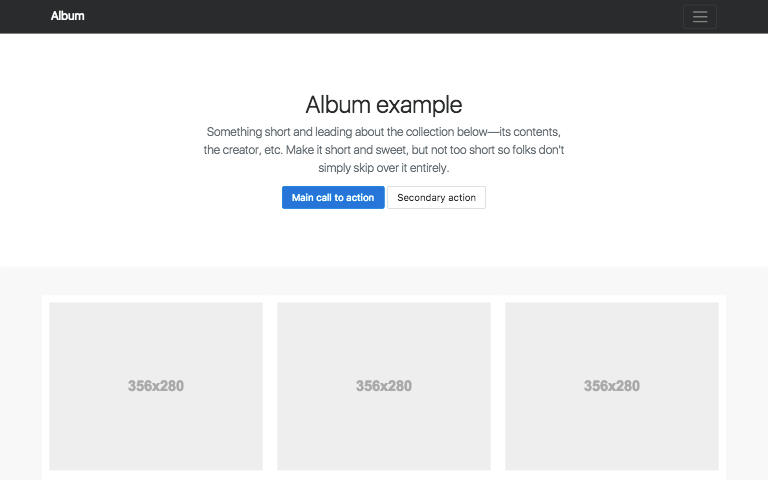 Album
Album example
Something short and leading about the collection below—its contents,
the creator, etc. Make it short and sweet, but not too short so folks don't
simply skip over it entirely.
Main call to action
Secondary action
356x280
356x280
356x280